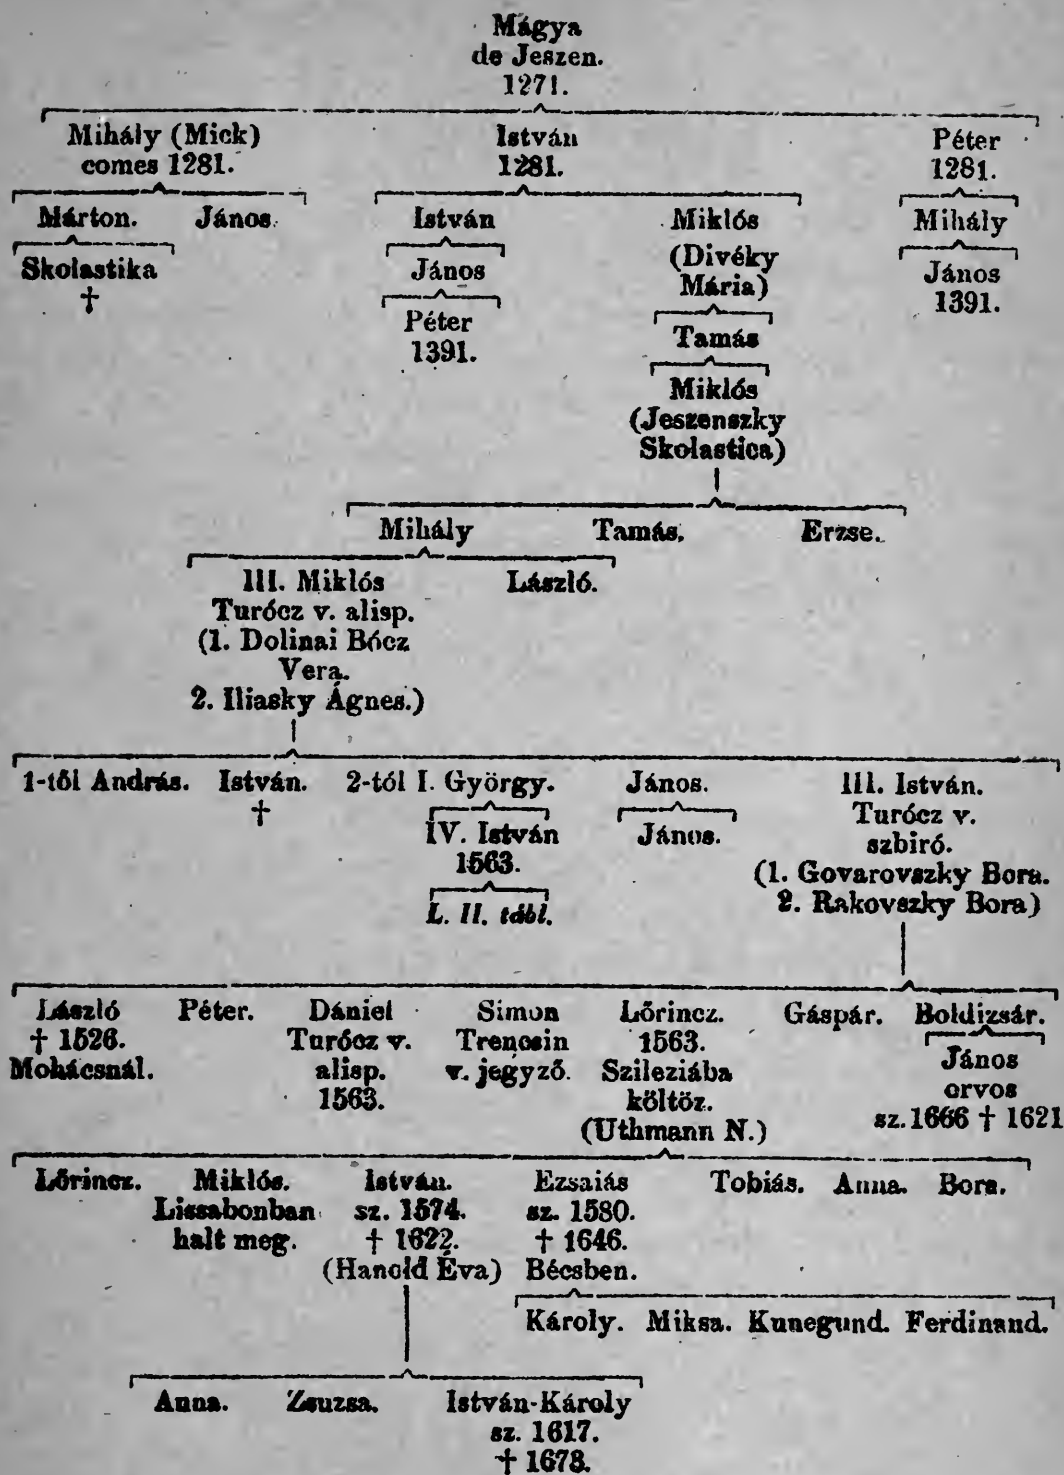 Mágya
de Jeszen.
1271.
Mihály (Mick) István Péter
comes 1281. 1281. 1281.
Márton. János. István Miklós Mihály
Skolastika János (Divéky János
† Mária) 1391.
Péter Tamás
1391.
Miklós
(Jeszenszky
Skolastica)
Mihály Tamás. Erzse.
III. Miklós László.
Turócz v. alisp.
(1. Dolinai Bócz
Vera.
2. Iliasky Ágnes.)
1-től András. István. 2-tól I. György. János. III. István.
† IV. István János. Turócz v.
1563. szbiró.
L. II. tábl. (1. Govarovszky Bora.
2. Rakovszky Bora)
László Péter. Dániel Simon Lőrincz. Gáspár. Boldizsár.
† 1526. Turócz v. Trencsin 1563. János
Mohácsnál. alisp. v. jegyző. Szileziába orvos
1563. költöz. sz. 1666 † 1621
(Uthmann N.)
Lőrincz. Miklós. István. Ezsaiás Tobiás. Anna. Bora.
Lissabonban sz. 1574. sz. 1580.
halt meg. † 1622. † 1646.
(Hanold Éva) Bécsben.
Károly. Miksa. Kunegund. Ferdinand.
Anna. Zsuzsa. István-Károly
sz. 1617.
† 1678.